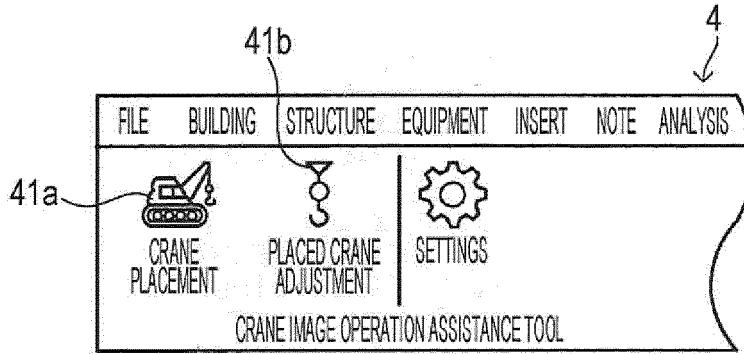 4
41b
FILE BUILDING STRUCTURE EQUIPMENT INSERT NOTE ANALYSIS
41a
CRANE
PLACEMENT
PLACED CRANE
ADJUSTMENT
SETTINGS
CRANE IMAGE OPERATION ASSISTANCE TOOL